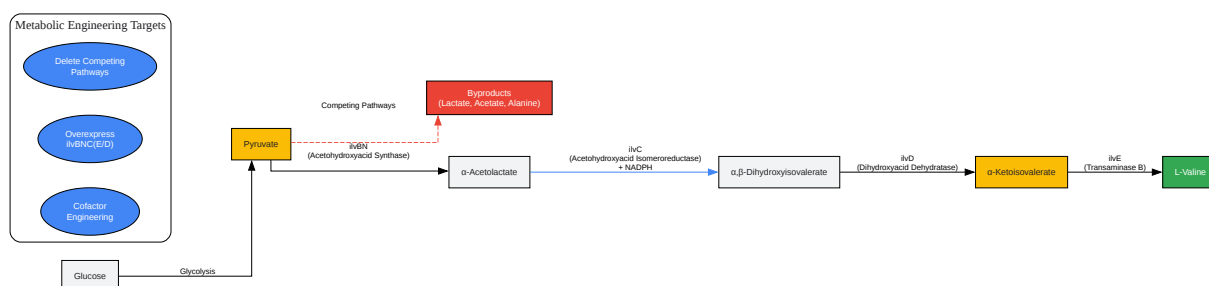 Metabolic Engineering Targets
Delete Competing
Pathways
Overexpress
ilvBNC(E/D)
Cofactor
Engineering
Glucose
Glycolysis
Pyruvate
Competing Pathways
Byproducts
(Lactate, Acetate, Alanine)
ilvBN
(Acetohydroxyacid Synthase)
α-Acetolactate
ilvC
(Acetohydroxyacid Isomeroreductase)
+ NADPH
α,β-Dihydroxyisovalerate
ilvD
(Dihydroxyacid Dehydratase)
α-Ketoisovalerate
ilvE
(Transaminase B)
L-Valine